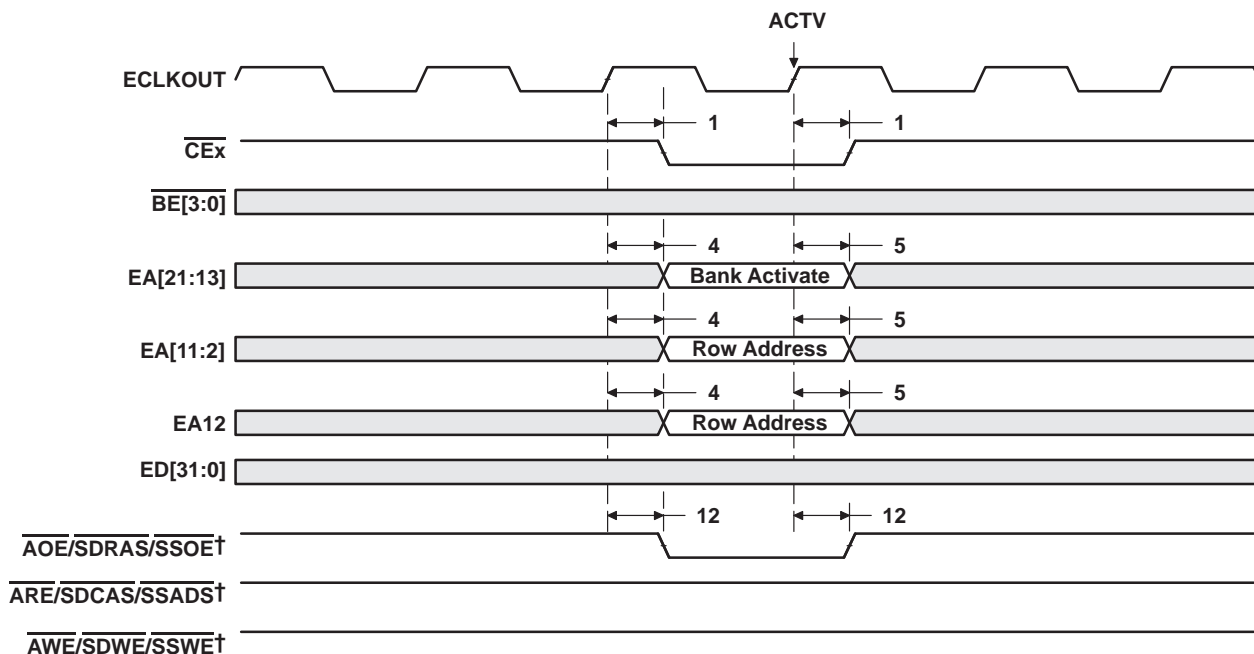 ACTV
ECLKOUT
1 1
CEx
BE[3:0]
4 5
EA[21:13] Bank Activate
4 5
EA[11:2] Row Address
4 5
EA12 Row Address
ED[31:0]
12 12
AOE/SDRAS/SSOE†
ARE/SDCAS/SSADS†
AWE/SDWE/SSWE†